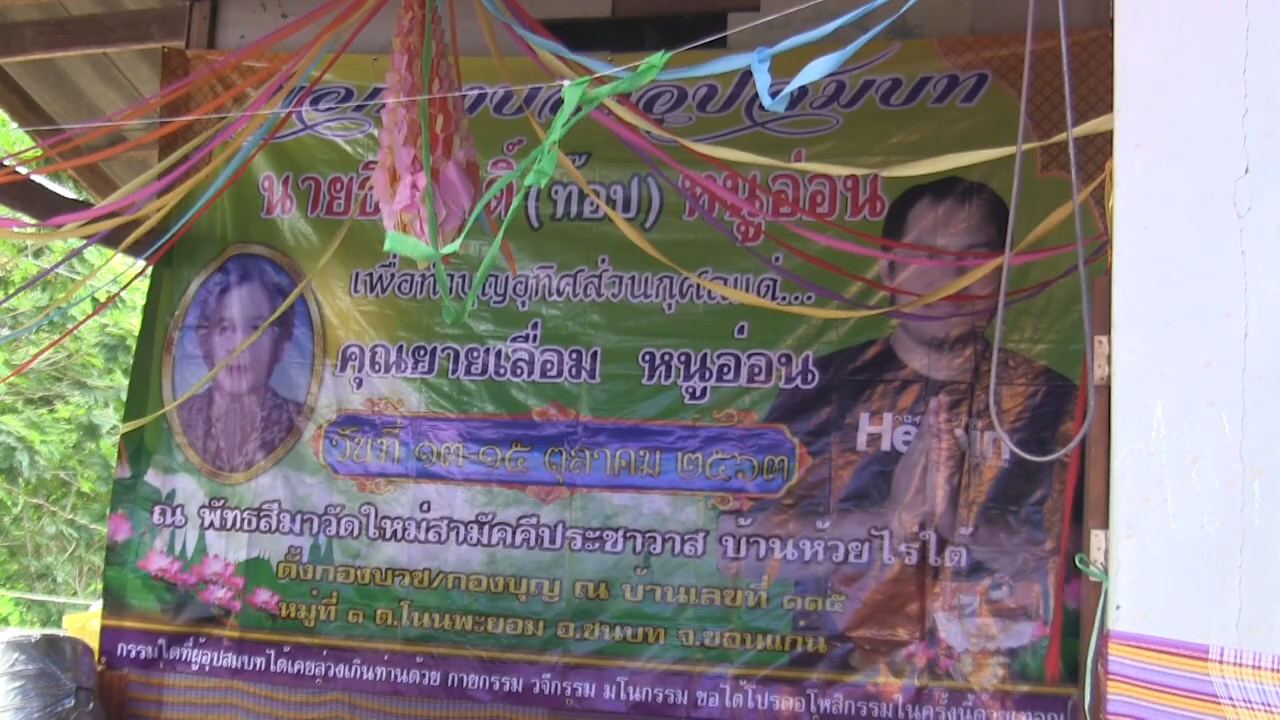 อุปสมบท
(ท๊อป) หนูอ่อน
เพื่อทำบุญอุทิศส่วนกุศลแด่...
คุณยายเลื่อม หนูอ่อน
วันที่ ๑๓-๑๕ ตุลาคม ๒๕๖๓
ณ พัทธสีมาวัดใหม่สามัคคีประชาวาส บ้านห้วยไร่ใต้
ตั้งกองบวช/กองบุญ ณ บ้านเลขที่ ๑๑๕
หมู่ที่ ๑ ต.โนนพะยอม อ.ชนบท จ.ขอนแก่น
กรรมใดที่ผู้อุปสมบทได้เคยล่วงเกินท่านด้วย กายกรรม วจีกรรม มโนกรรม ขอได้โปรดอโหสิกรรมในครั้งนี้ด้วยเทอญ